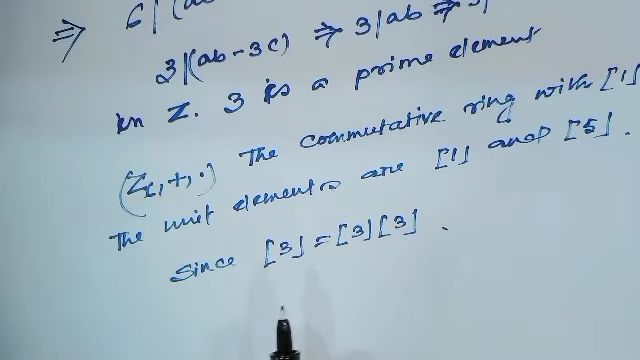 ⇒ 6 | (ab
3|(ab-3c) ⇒ 3|ab ⇒ 3|
in Z. 3 is a prime element
(Z6, +, ·) The commutative ring with [1]
The unit elements are [1] and [5].
Since [3] = [3][3].